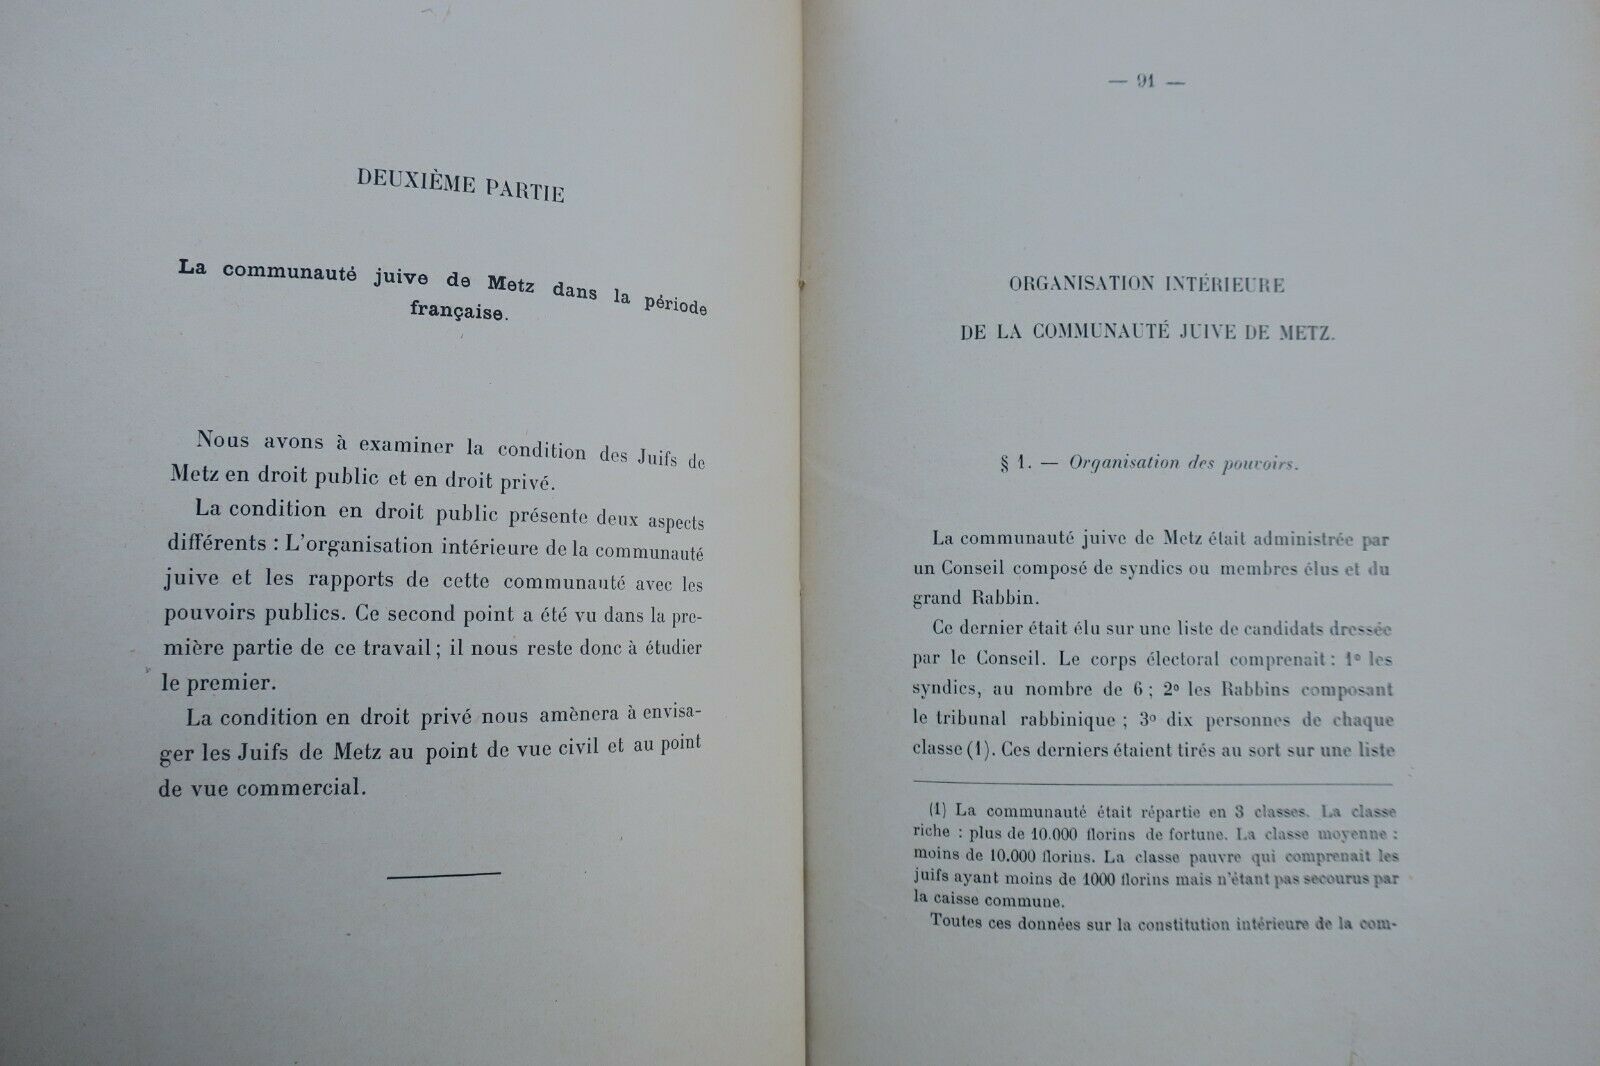 DEUXIÈME PARTIE
La communauté juive de Metz dans la période
française.
Nous avons à examiner la condition des Juifs de
Metz en droit public et en droit privé.
La condition en droit public présente deux aspects
différents : L'organisation intérieure de la communauté
juive et les rapports de cette communauté avec les
pouvoirs publics. Ce second point a été vu dans la pre-
mière partie de ce travail ; il nous reste donc à étudier
le premier.
La condition en droit privé nous amènera à envisa-
ger les Juifs de Metz au point de vue civil et au point
de vue commercial.
— 91 —
ORGANISATION INTÉRIEURE
DE LA COMMUNAUTÉ JUIVE DE METZ.
§ 1. — Organisation des pouvoirs.
La communauté juive de Metz était administrée par
un Conseil composé de syndics ou membres élus et du
grand Rabbin.
Ce dernier était élu sur une liste de candidats dressée
par le Conseil. Le corps électoral comprenait : 1º les
syndics, au nombre de 6 ; 2º les Rabbins composant
le tribunal rabbinique ; 3º dix personnes de chaque
classe (1). Ces derniers étaient tirés au sort sur une liste
(1) La communauté était répartie en 3 classes. La classe
riche : plus de 10.000 florins de fortune. La classe moyenne :
moins de 10.000 florins. La classe pauvre qui comprenait les
juifs ayant moins de 1000 florins mais n'étant pas secourus par
la caisse commune.
Toutes ces données sur la constitution intérieure de la com-